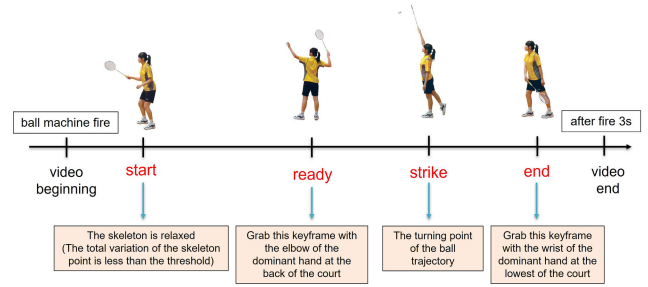 ball machine fire
after fire 3s
video
beginning
start
ready
strike
end
video
end
The skeleton is relaxed
(The total variation of the skeleton
point is less than the threshold)
Grab this keyframe with
the elbow of the
dominant hand at the
back of the court
The turning point
of the ball
trajectory
Grab this keyframe
with the wrist of the
dominant hand at the
lowest of the court